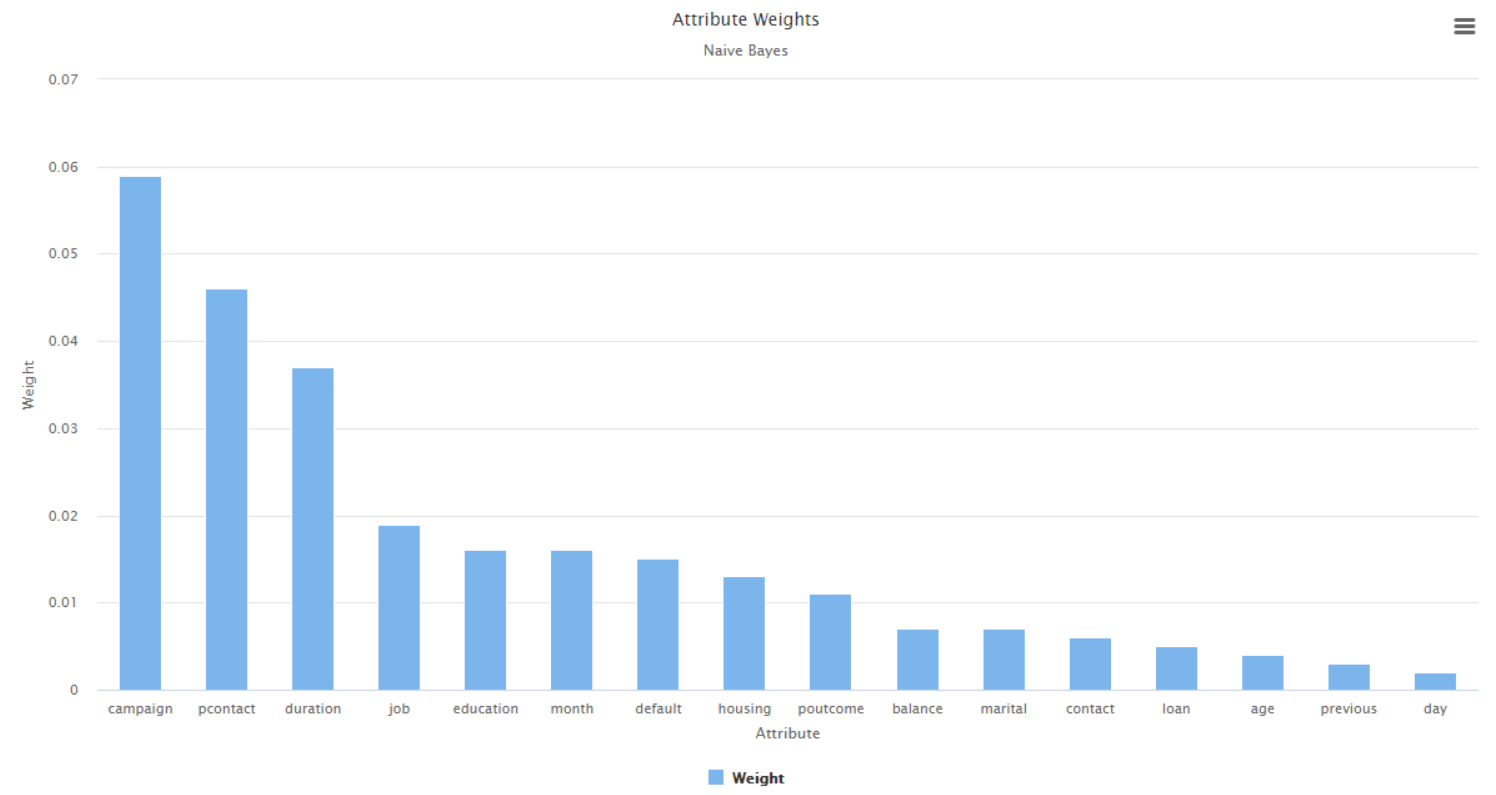 Attribute Weights
Naive Bayes
0.07
0.06
0.05
0.04
0.03
0.02
0.01
0
Weight
campaign pcontact duration job education month default housing poutcome balance marital contact loan age previous day
Attribute
Weight